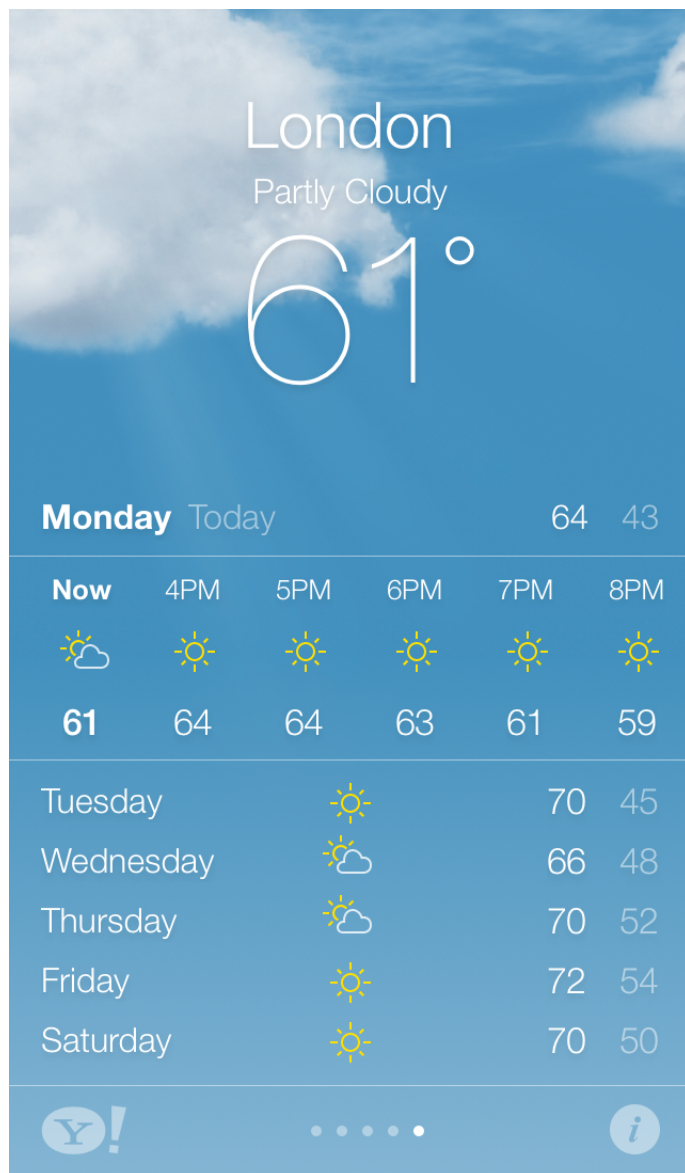 London
Partly Cloudy
61°
Monday Today 64 43
Now 4PM 5PM 6PM 7PM 8PM
61 64 64 63 61 59
Tuesday 70 45
Wednesday 66 48
Thursday 70 52
Friday 72 54
Saturday 70 50
Y! i